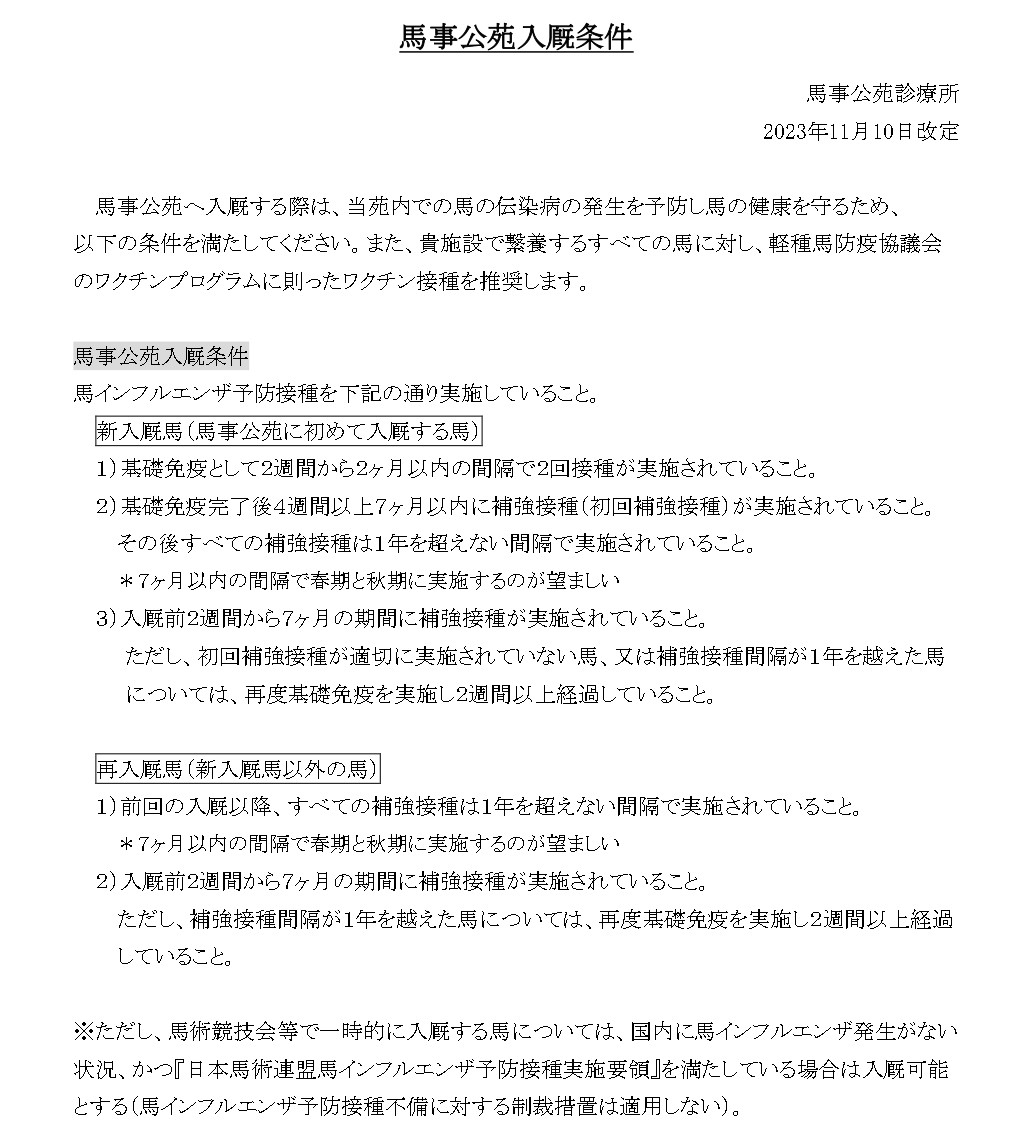 馬事公苑入厩条件
馬事公苑診療所
2023年11月10日改定
馬事公苑へ入厩する際は、当苑内での馬の伝染病の発生を予防し馬の健康を守るため、
以下の条件を満たしてください。また、貴施設で繋養するすべての馬に対し、軽種馬防疫協議会
のワクチンプログラムに則ったワクチン接種を推奨します。
馬事公苑入厩条件
馬インフルエンザ予防接種を下記の通り実施していること。
新入厩馬（馬事公苑に初めて入厩する馬）
１）基礎免疫として２週間から２ヶ月以内の間隔で２回接種が実施されていること。
２）基礎免疫完了後４週間以上７ヶ月以内に補強接種（初回補強接種）が実施されていること。
その後すべての補強接種は１年を超えない間隔で実施されていること。
＊７ヶ月以内の間隔で春期と秋期に実施するのが望ましい
３）入厩前２週間から７ヶ月の期間に補強接種が実施されていること。
ただし、初回補強接種が適切に実施されていない馬、又は補強接種間隔が１年を越えた馬
については、再度基礎免疫を実施し２週間以上経過していること。
再入厩馬（新入厩馬以外の馬）
１）前回の入厩以降、すべての補強接種は１年を超えない間隔で実施されていること。
＊７ヶ月以内の間隔で春期と秋期に実施するのが望ましい
２）入厩前２週間から７ヶ月の期間に補強接種が実施されていること。
ただし、補強接種間隔が１年を越えた馬については、再度基礎免疫を実施し２週間以上経過
していること。
※ただし、馬術競技会等で一時的に入厩する馬については、国内に馬インフルエンザ発生がない
状況、かつ『日本馬術連盟馬インフルエンザ予防接種実施要領』を満たしている場合は入厩可能
とする（馬インフルエンザ予防接種不備に対する制裁措置は適用しない）。